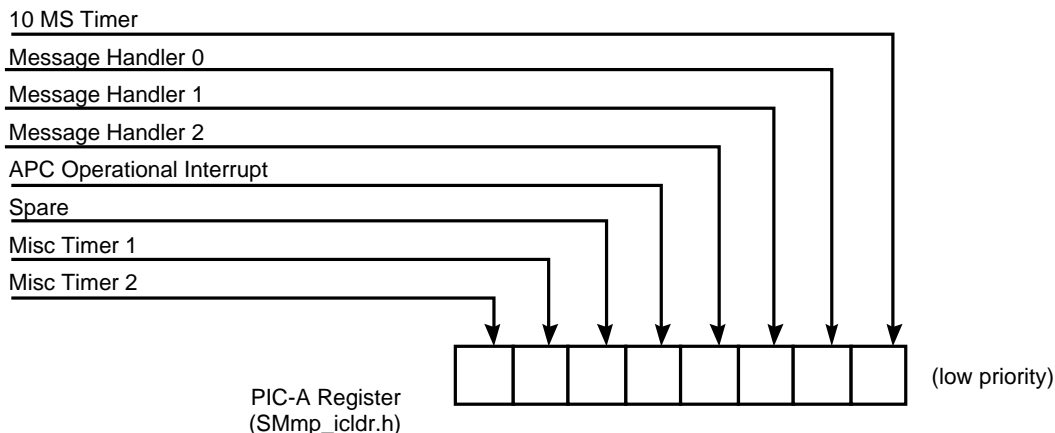 10 MS Timer
Message Handler 0
Message Handler 1
Message Handler 2
APC Operational Interrupt
Spare
Misc Timer 1
Misc Timer 2
(low priority)
PIC-A Register
(SMmp_icldr.h)